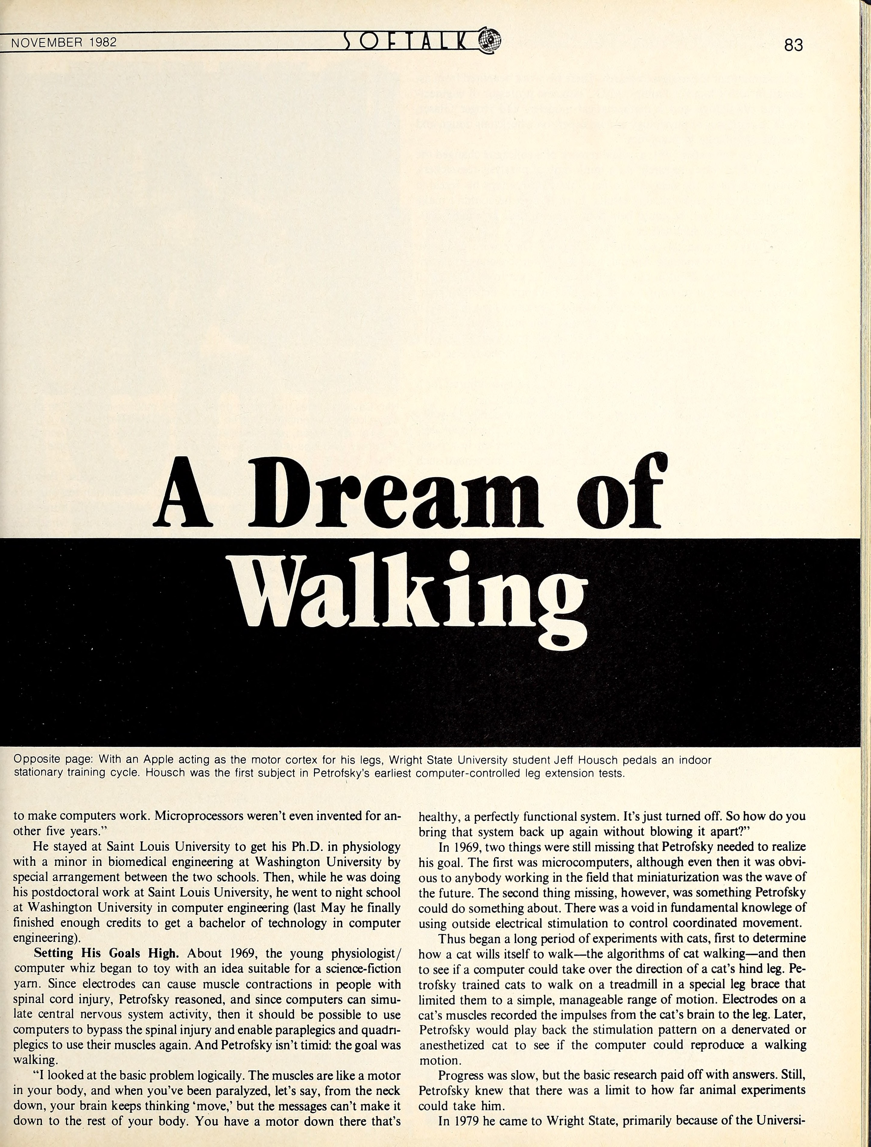 NOVEMBER 1982
SOFTALK
83
A Dream of
Walking
Opposite page: With an Apple acting as the motor cortex for his legs, Wright State University student Jeff Housch pedals an indoor
stationary training cycle. Housch was the first subject in Petrofsky's earliest computer-controlled leg extension tests.
to make computers work. Microprocessors weren't even invented for an-
other five years."
He stayed at Saint Louis University to get his Ph.D. in physiology
with a minor in biomedical engineering at Washington University by
special arrangement between the two schools. Then, while he was doing
his postdoctoral work at Saint Louis University, he went to night school
at Washington University in computer engineering (last May he finally
finished enough credits to get a bachelor of technology in computer
engineering).
Setting His Goals High. About 1969, the young physiologist/
computer whiz began to toy with an idea suitable for a science-fiction
yarn. Since electrodes can cause muscle contractions in people with
spinal cord injury, Petrofsky reasoned, and since computers can simu-
late central nervous system activity, then it should be possible to use
computers to bypass the spinal injury and enable paraplegics and quadri-
plegics to use their muscles again. And Petrofsky isn't timid: the goal was
walking.
"I looked at the basic problem logically. The muscles are like a motor
in your body, and when you've been paralyzed, let's say, from the neck
down, your brain keeps thinking 'move,' but the messages can't make it
down to the rest of your body. You have a motor down there that's
healthy, a perfectly functional system. It's just turned off. So how do you
bring that system back up again without blowing it apart?"
In 1969, two things were still missing that Petrofsky needed to realize
his goal. The first was microcomputers, although even then it was obvi-
ous to anybody working in the field that miniaturization was the wave of
the future. The second thing missing, however, was something Petrofsky
could do something about. There was a void in fundamental knowlege of
using outside electrical stimulation to control coordinated movement.
Thus began a long period of experiments with cats, first to determine
how a cat wills itself to walk—the algorithms of cat walking—and then
to see if a computer could take over the direction of a cat's hind leg. Pe-
trofsky trained cats to walk on a treadmill in a special leg brace that
limited them to a simple, manageable range of motion. Electrodes on a
cat's muscles recorded the impulses from the cat's brain to the leg. Later,
Petrofsky would play back the stimulation pattern on a denervated or
anesthetized cat to see if the computer could reproduce a walking
motion.
Progress was slow, but the basic research paid off with answers. Still,
Petrofsky knew that there was a limit to how far animal experiments
could take him.
In 1979 he came to Wright State, primarily because of the Universi-